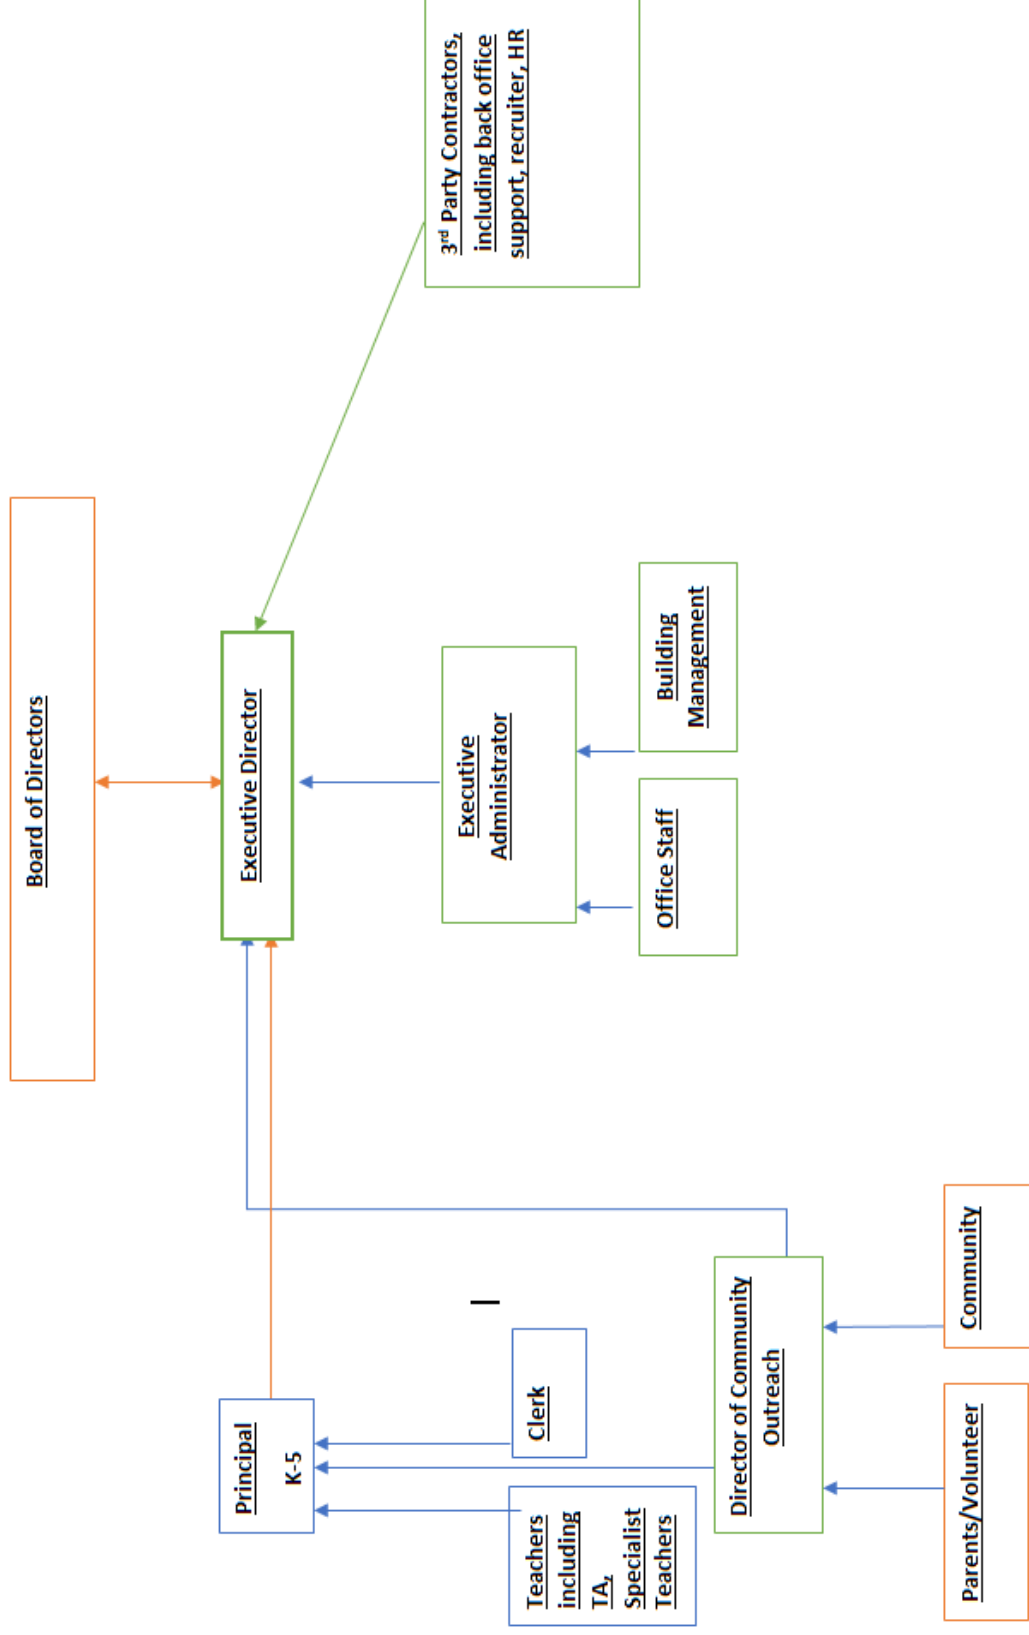 Board of Directors
Executive Director
3rd Party Contractors,
including back office
support, recruiter, HR
Principal
K-5
Executive
Administrator
Teachers
including
TA,
Specialist
Teachers
Clerk
Office Staff
Building
Management
Director of Community
Outreach
Parents/Volunteer
Community